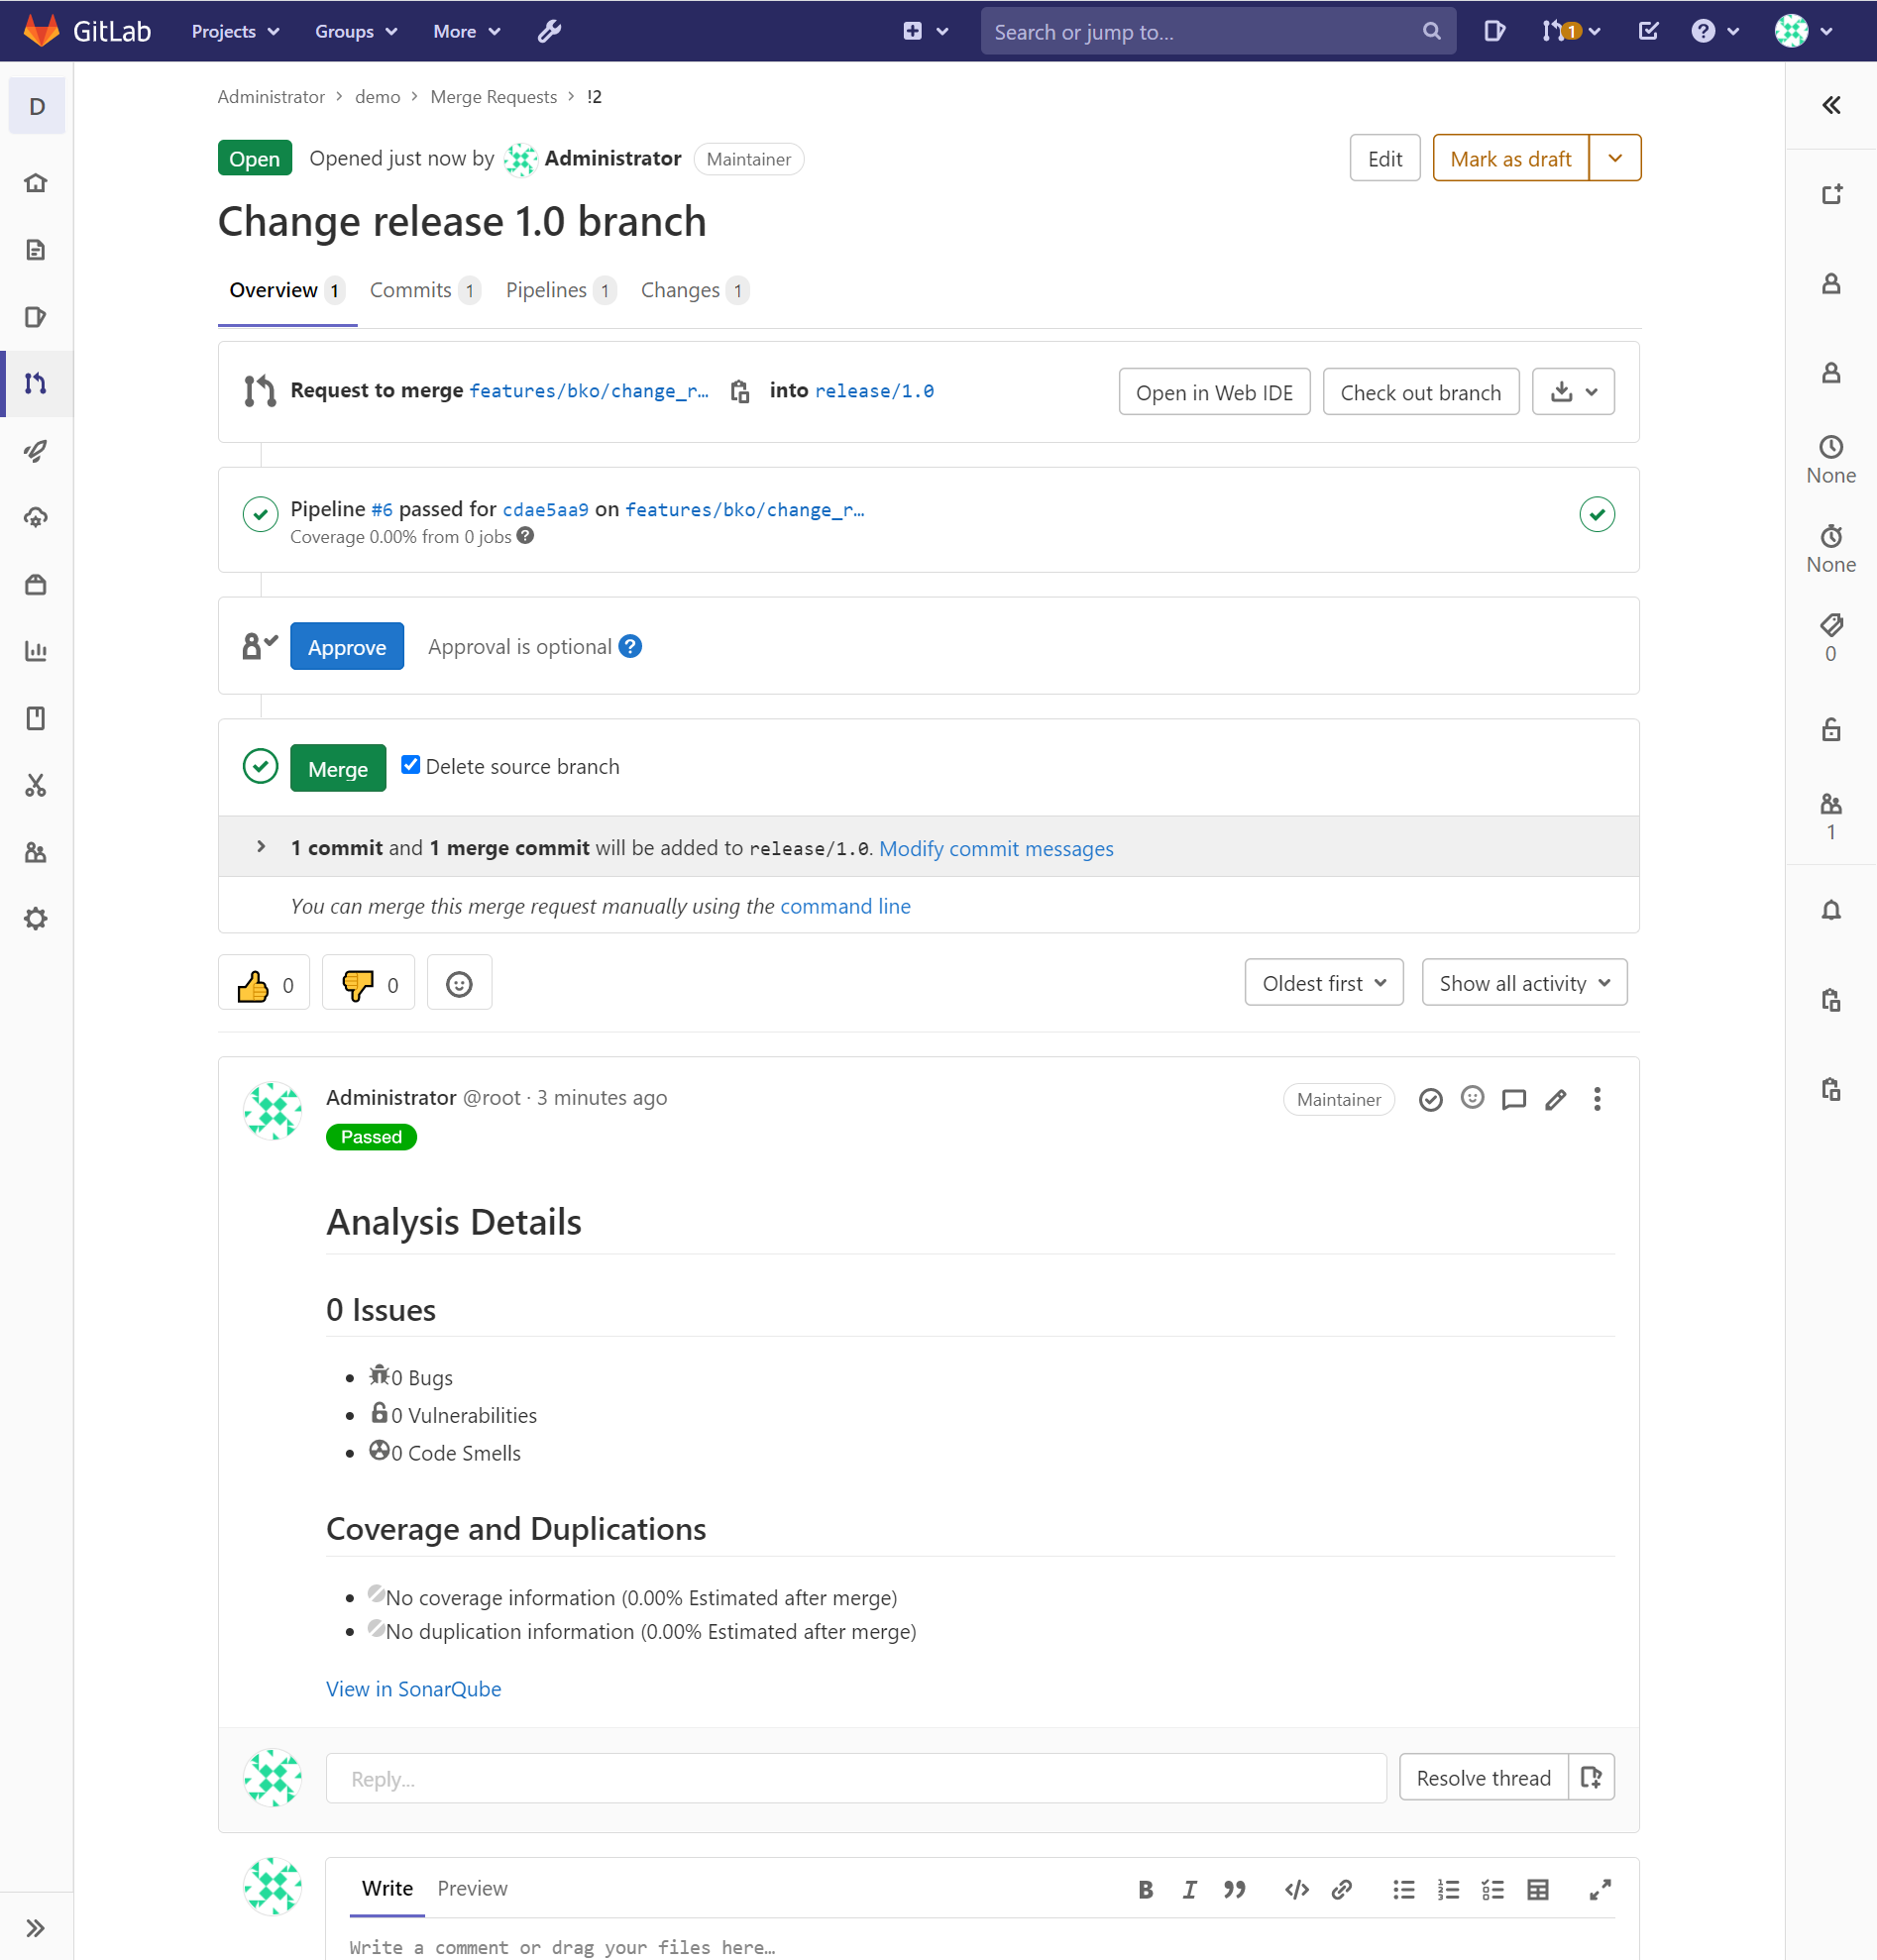 GitLab Projects Groups More Search or jump to... 1
D Administrator > demo > Merge Requests > !2
Open Opened just now by Administrator Maintainer Edit Mark as draft
Change release 1.0 branch
Overview 1 Commits 1 Pipelines 1 Changes 1
Request to merge features/bko/change_r… into release/1.0 Open in Web IDE Check out branch
None
Pipeline #6 passed for cdae5aa9 on features/bko/change_r…
Coverage 0.00% from 0 jobs
None
Approve Approval is optional
0
Merge Delete source branch
1
1 commit and 1 merge commit will be added to release/1.0. Modify commit messages
You can merge this merge request manually using the command line
0 0 Oldest first Show all activity
Administrator @root · 3 minutes ago Maintainer
Passed
Analysis Details
0 Issues
• 0 Bugs
• 0 Vulnerabilities
• 0 Code Smells
Coverage and Duplications
• No coverage information (0.00% Estimated after merge)
• No duplication information (0.00% Estimated after merge)
View in SonarQube
Reply... Resolve thread
Write Preview
Write a comment or drag your files here…